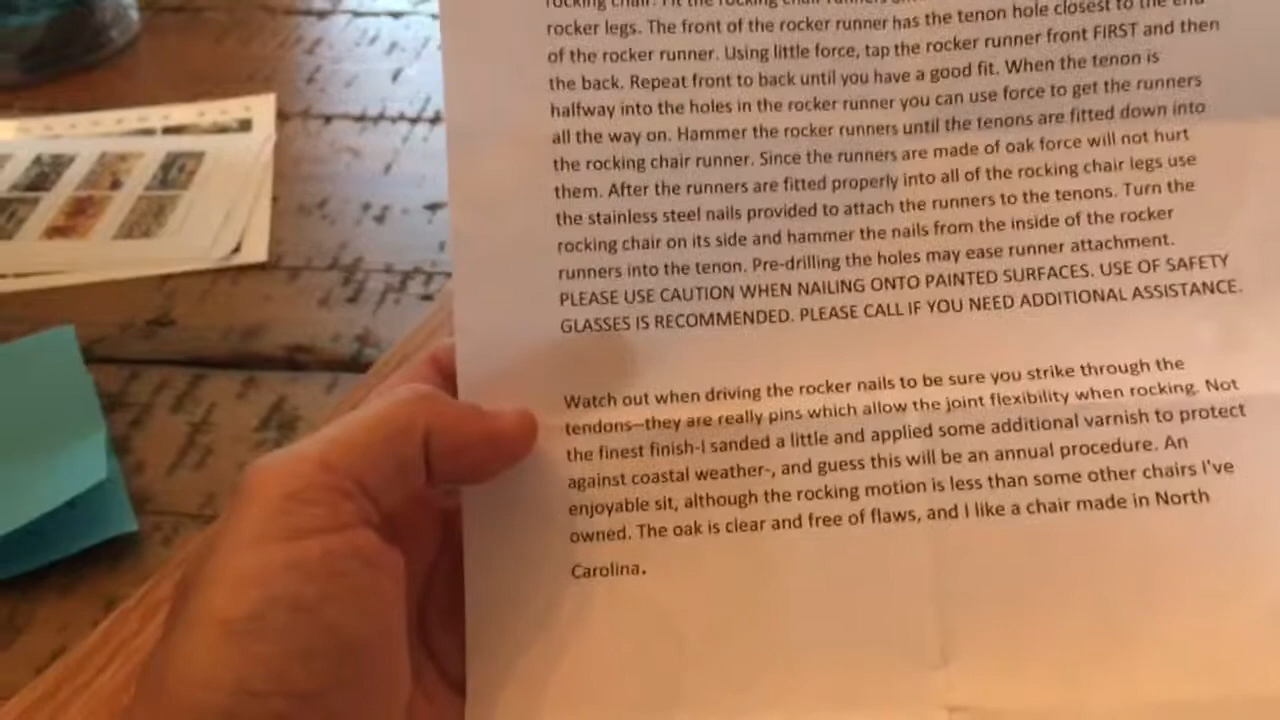 rocking chair. Fit the rocking chair runners
rocker legs. The front of the rocker runner has the tenon hole closest to the end
of the rocker runner. Using little force, tap the rocker runner front FIRST and then
the back. Repeat front to back until you have a good fit. When the tenon is
halfway into the holes in the rocker runner you can use force to get the runners
all the way on. Hammer the rocker runners until the tenons are fitted down into
the rocking chair runner. Since the runners are made of oak force will not hurt
them. After the runners are fitted properly into all of the rocking chair legs use
the stainless steel nails provided to attach the runners to the tenons. Turn the
rocking chair on its side and hammer the nails from the inside of the rocker
runners into the tenon. Pre-drilling the holes may ease runner attachment.
PLEASE USE CAUTION WHEN NAILING ONTO PAINTED SURFACES. USE OF SAFETY
GLASSES IS RECOMMENDED. PLEASE CALL IF YOU NEED ADDITIONAL ASSISTANCE.
Watch out when driving the rocker nails to be sure you strike through the
tendons—they are really pins which allow the joint flexibility when rocking. Not
the finest finish-I sanded a little and applied some additional varnish to protect
against coastal weather-, and guess this will be an annual procedure. An
enjoyable sit, although the rocking motion is less than some other chairs I've
owned. The oak is clear and free of flaws, and I like a chair made in North
Carolina.